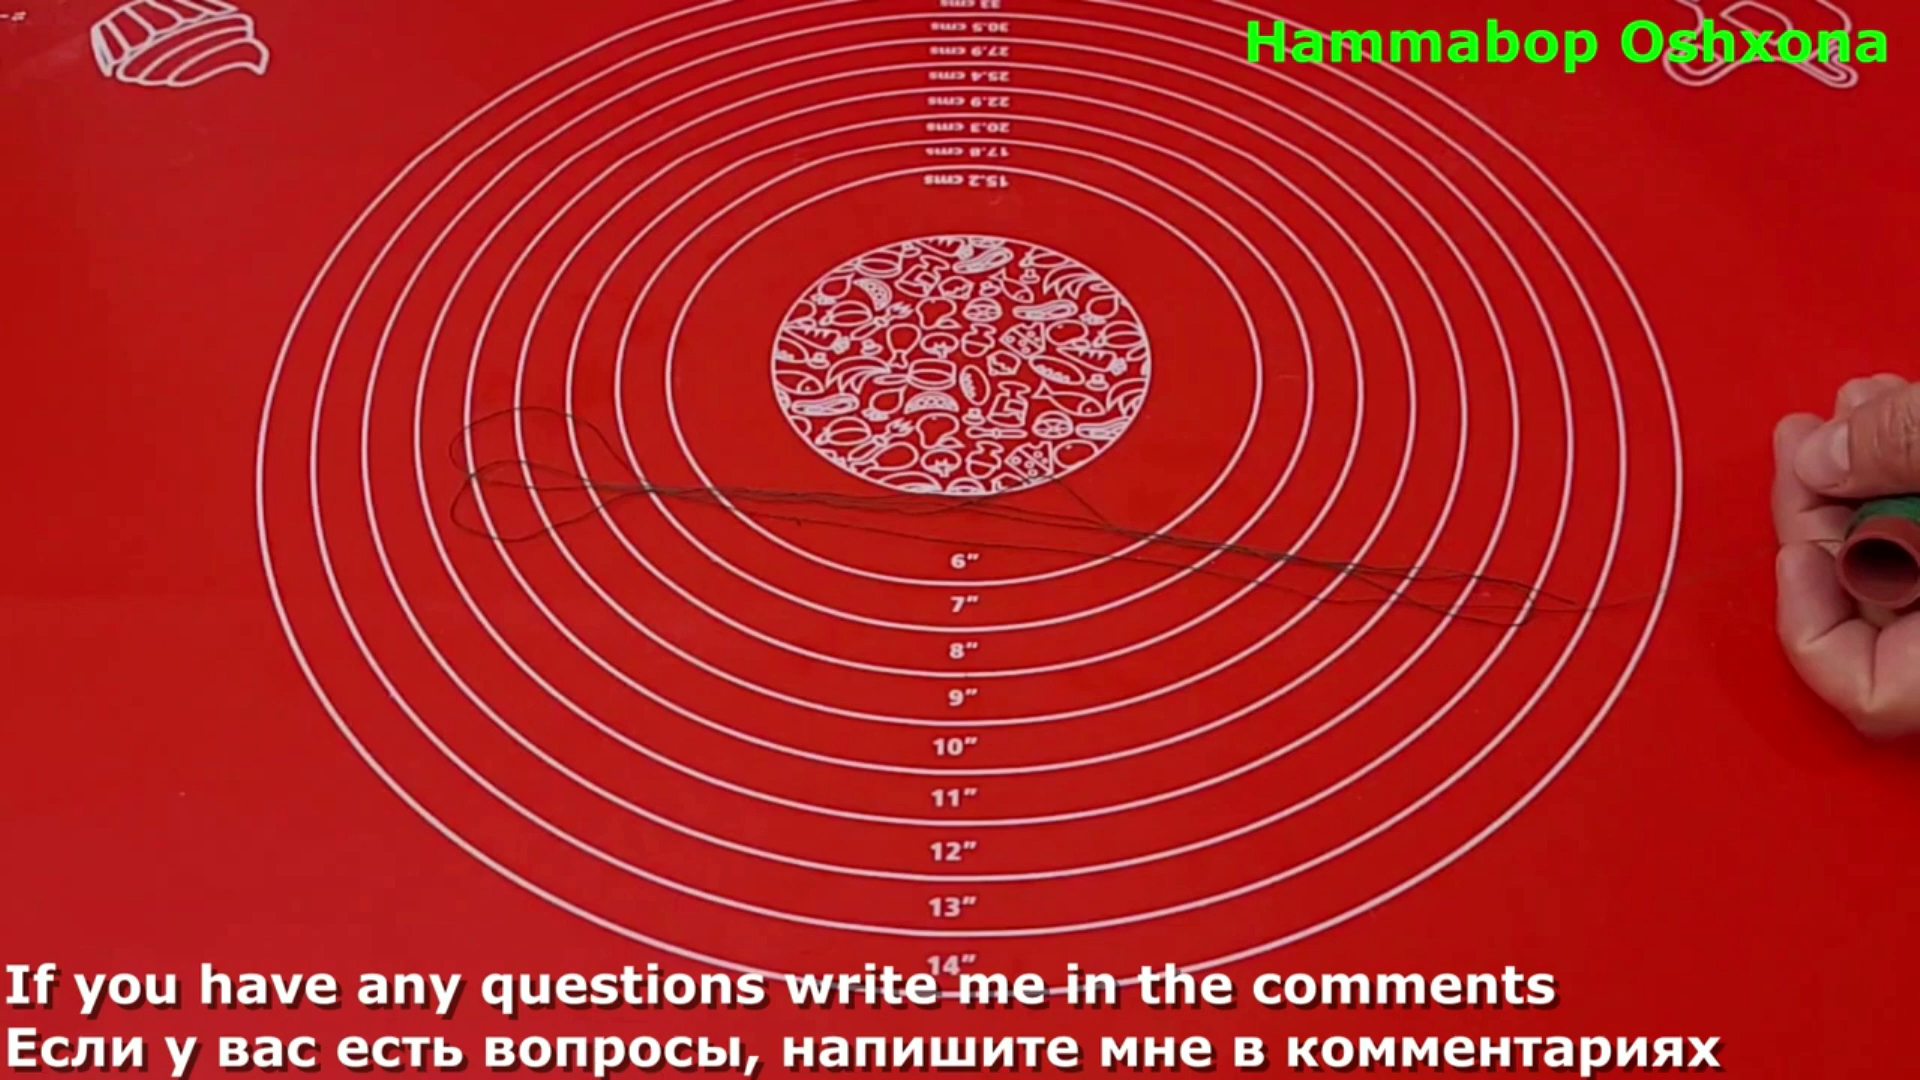 Hammabop Oshxona
33 cms
30.5 cms
27.9 cms
25.4 cms
22.9 cms
20.3 cms
17.8 cms
15.2 cms
6”
7”
8”
9”
10”
11”
12”
13”
14”
If you have any questions write me in the comments
Если у вас есть вопросы, напишите мне в комментариях